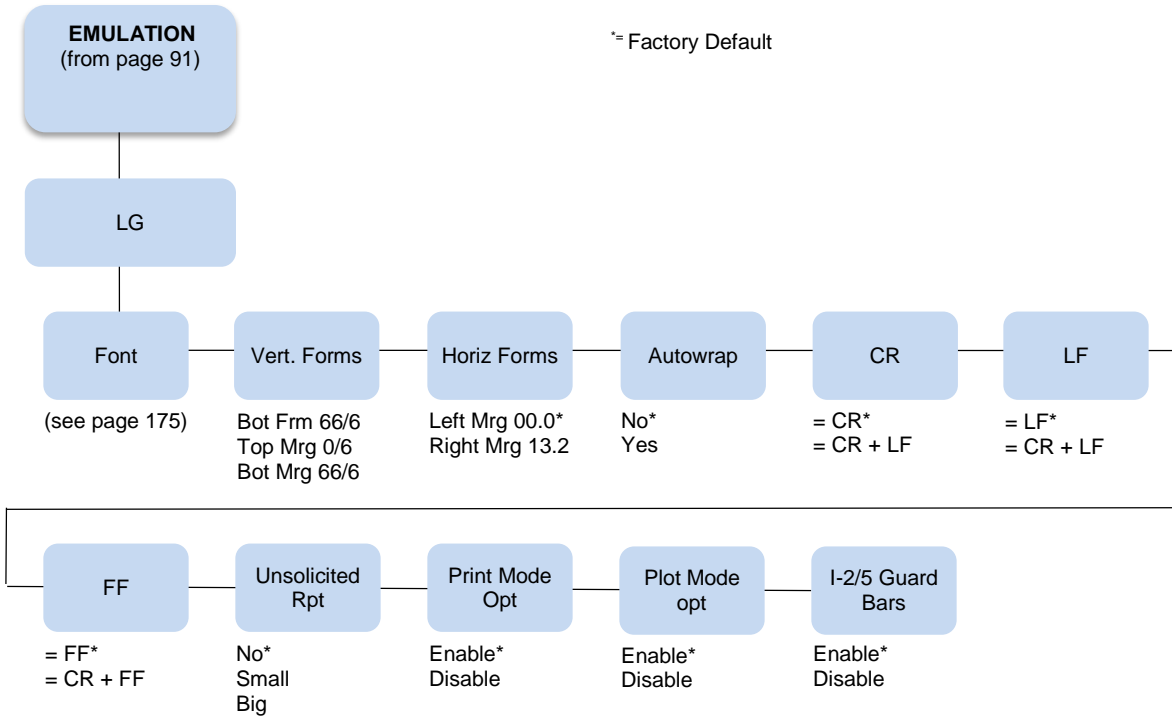 EMULATION
(from page 91)
*= Factory Default
LG
Font
Vert. Forms
Horiz Forms
Autowrap
CR
LF
(see page 175)
Bot Frm 66/6
Top Mrg 0/6
Bot Mrg 66/6
Left Mrg 00.0*
Right Mrg 13.2
No*
Yes
= CR*
= CR + LF
= LF*
= CR + LF
FF
Unsolicited
Rpt
Print Mode
Opt
Plot Mode
opt
I-2/5 Guard
Bars
= FF*
= CR + FF
No*
Small
Big
Enable*
Disable
Enable*
Disable
Enable*
Disable